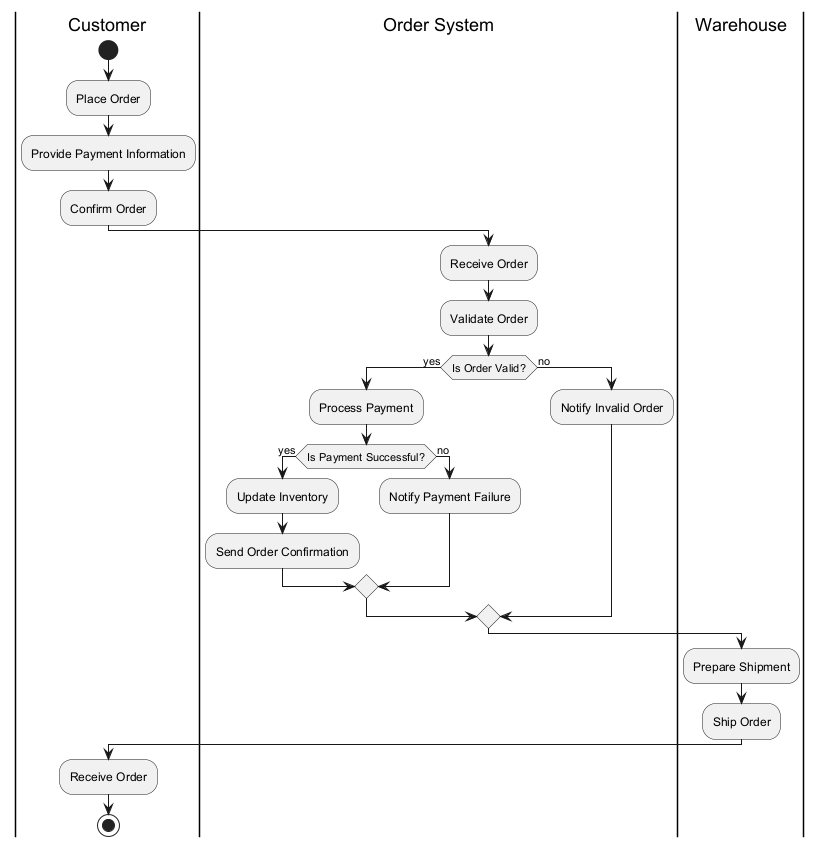 Customer
Order System
Warehouse
Place Order
Provide Payment Information
Confirm Order
Receive Order
Validate Order
yes
Is Order Valid?
no
Process Payment
Notify Invalid Order
yes
Is Payment Successful?
no
Update Inventory
Notify Payment Failure
Send Order Confirmation
Prepare Shipment
Ship Order
Receive Order